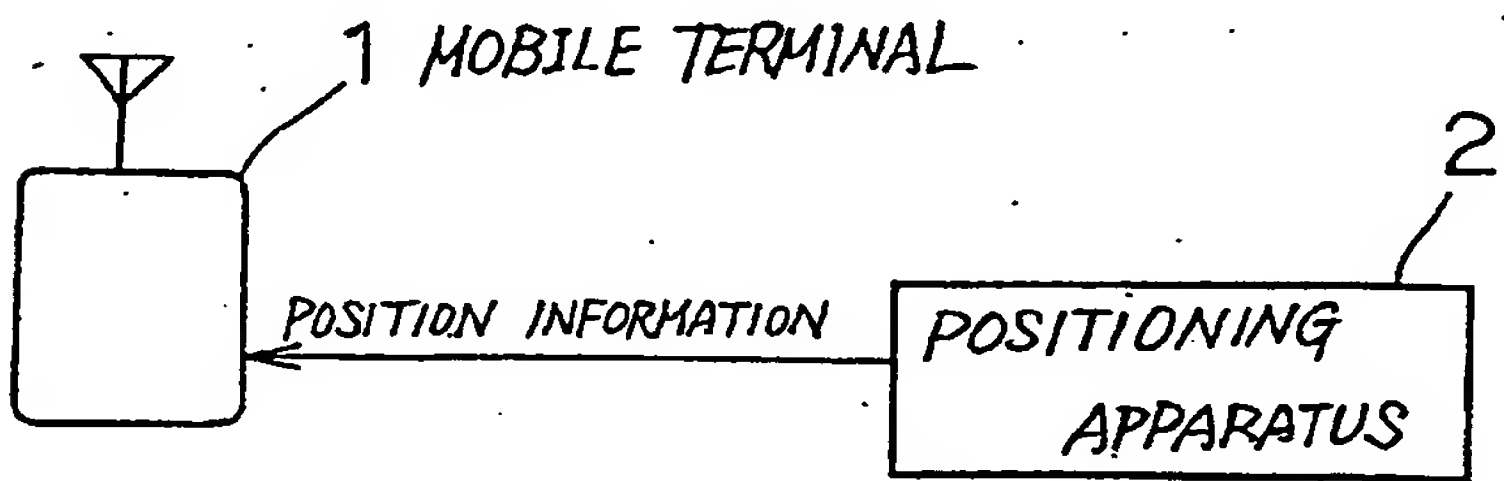 1 MOBILE TERMINAL
2
POSITION INFORMATION
POSITIONING
APPARATUS